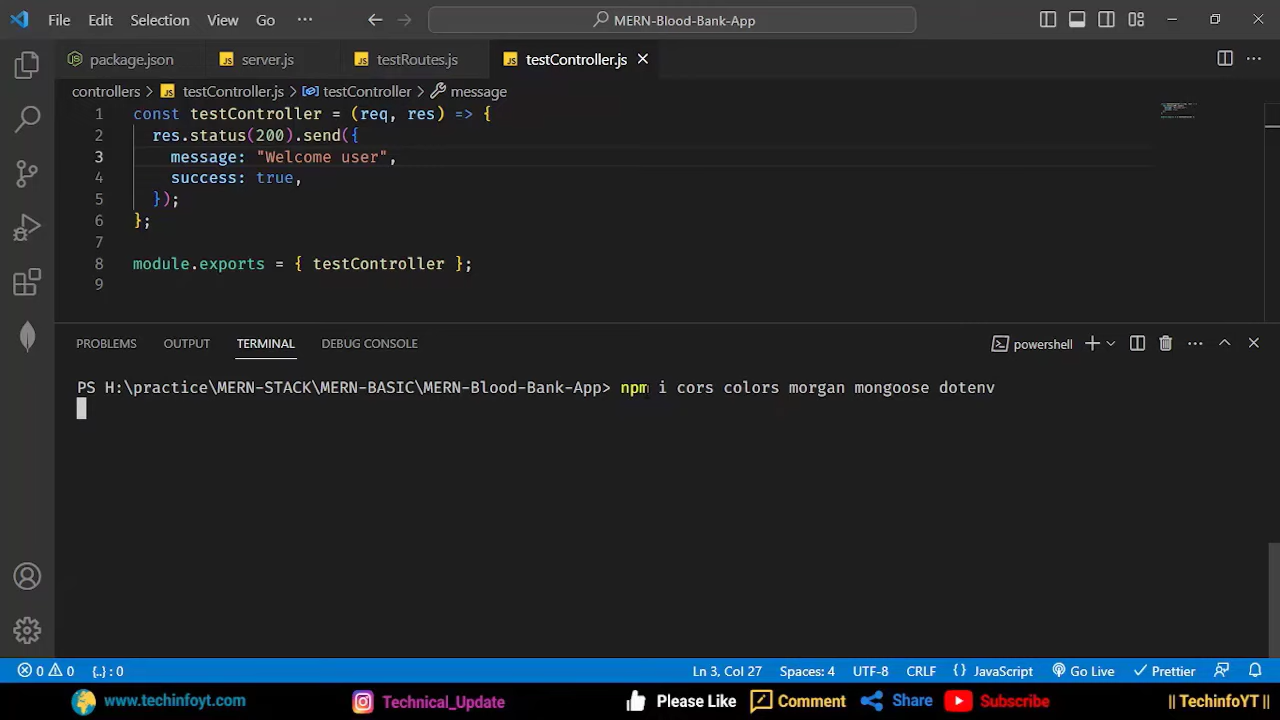 File Edit Selection View Go ··· MERN-Blood-Bank-App
package.json server.js testRoutes.js testController.js
controllers > testController.js > testController > message
1 const testController = (req, res) => {
2 res.status(200).send({
3 message: "Welcome user",
4 success: true,
5 });
6 };
7
8 module.exports = { testController };
9
PROBLEMS OUTPUT TERMINAL DEBUG CONSOLE powershell
PS H:\practice\MERN-STACK\MERN-BASIC\MERN-Blood-Bank-App> npm i cors colors morgan mongoose dotenv
0 0 {..} : 0 Ln 3, Col 27 Spaces: 4 UTF-8 CRLF {} JavaScript Go Live Prettier
www.techinfoyt.com Technical_Update Please Like Comment Share Subscribe || TechinfoYT ||